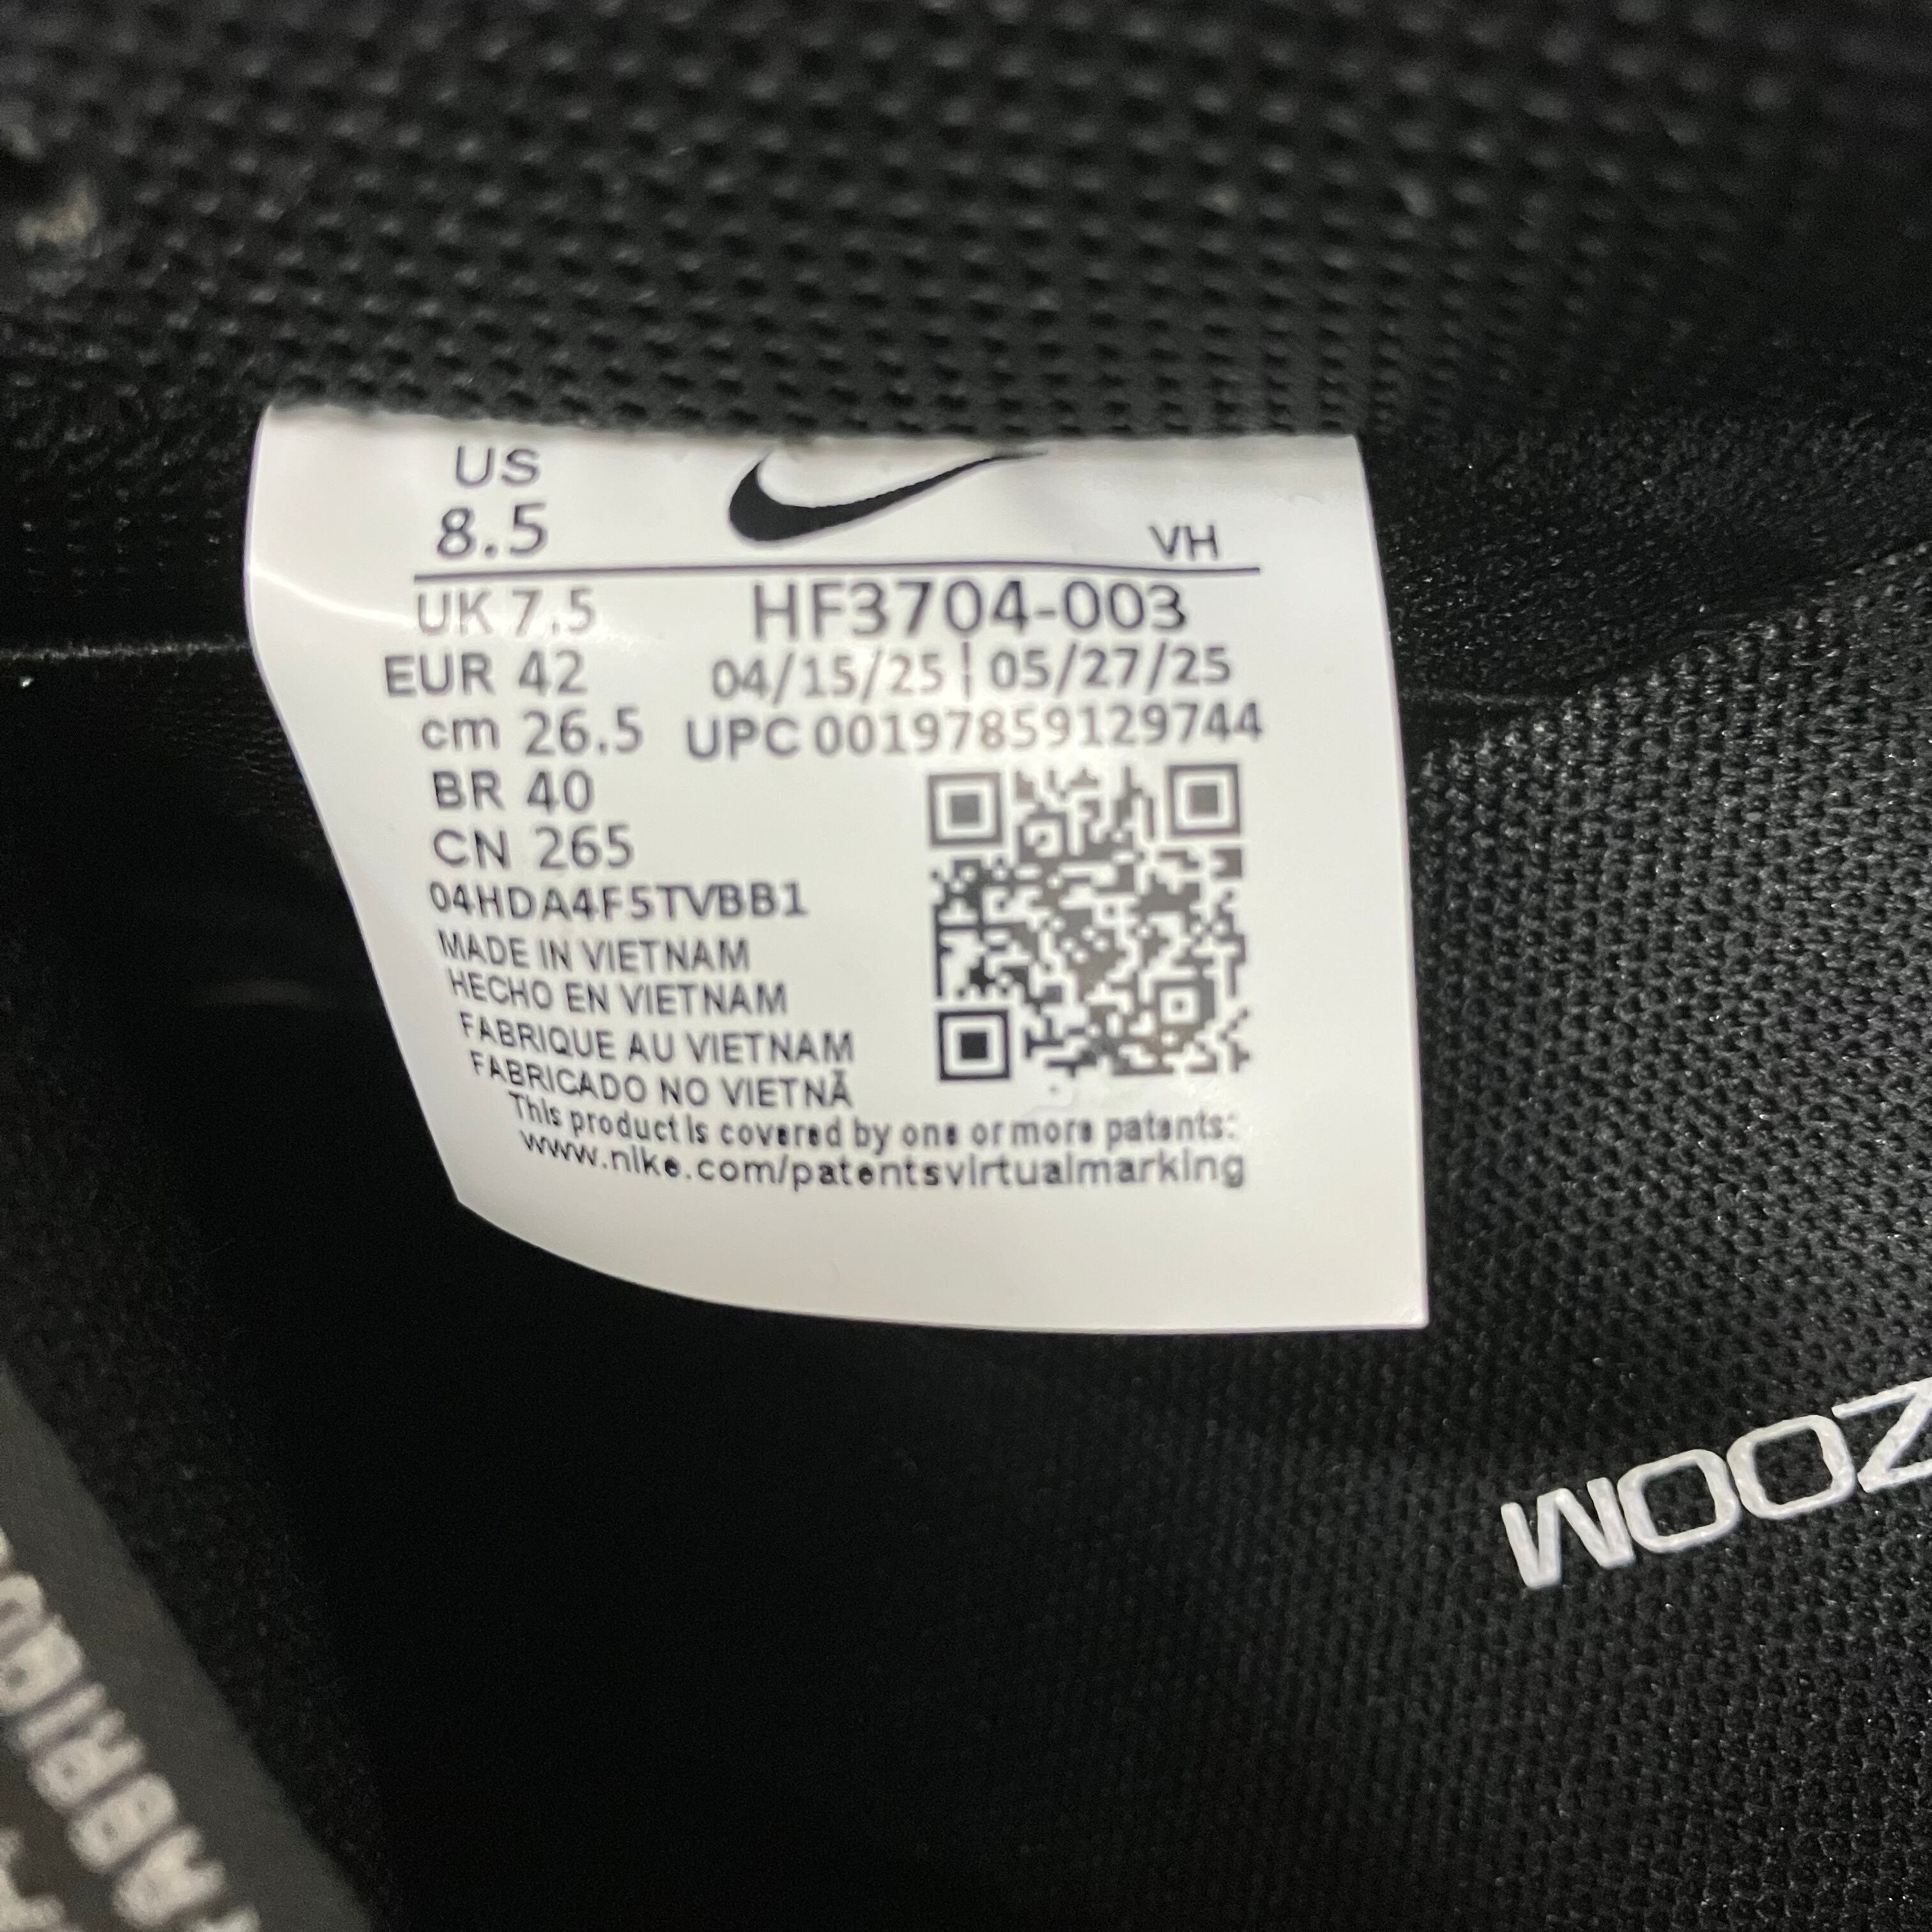 US
8.5
VH
UK 7.5 HF3704-003
EUR 42 04/15/25 | 05/27/25
cm 26.5 UPC 00197859129744
BR 40
CN 265
04HDA4F5TVBB1
MADE IN VIETNAM
HECHO EN VIETNAM
FABRIQUE AU VIETNAM
FABRICADO NO VIETNÃ
This product is covered by one or more patents:
www.nike.com/patentsvirtualmarking
ZOOM